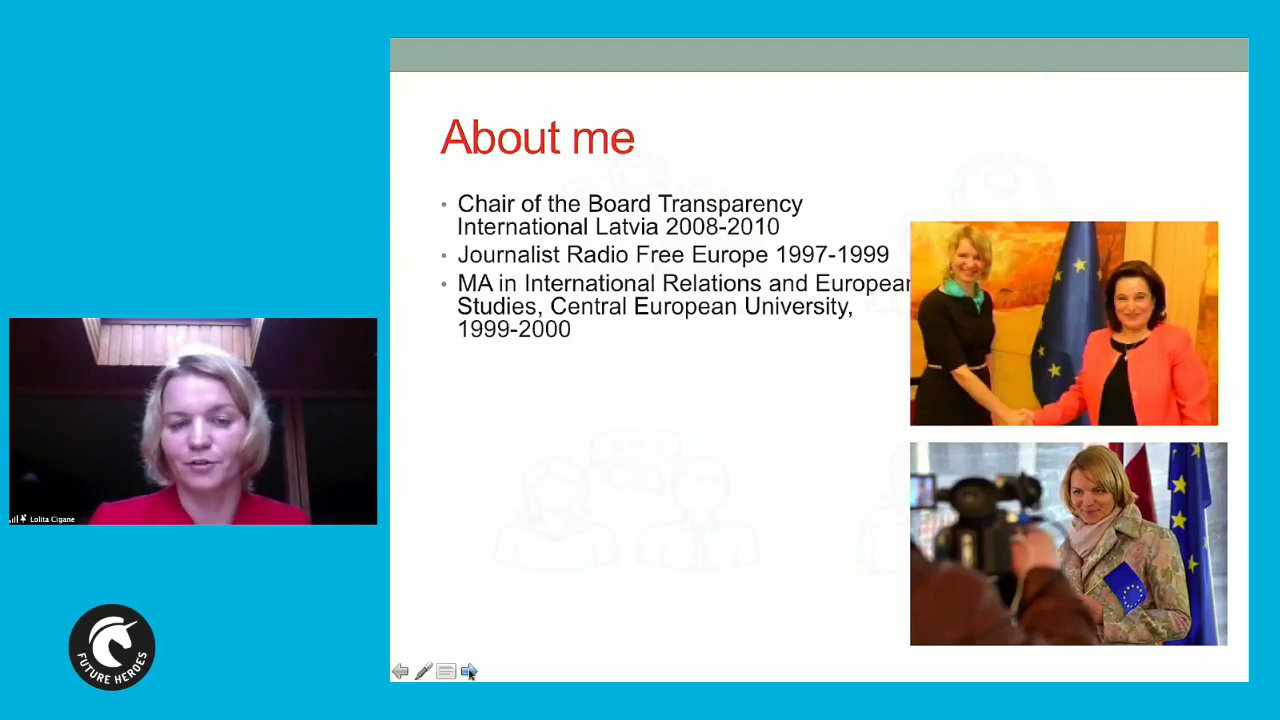 About me
• Chair of the Board Transparency
International Latvia 2008-2010
• Journalist Radio Free Europe 1997-1999
• MA in International Relations and European
Studies, Central European University,
1999-2000
Lolita Cigane
FUTURE HEROES